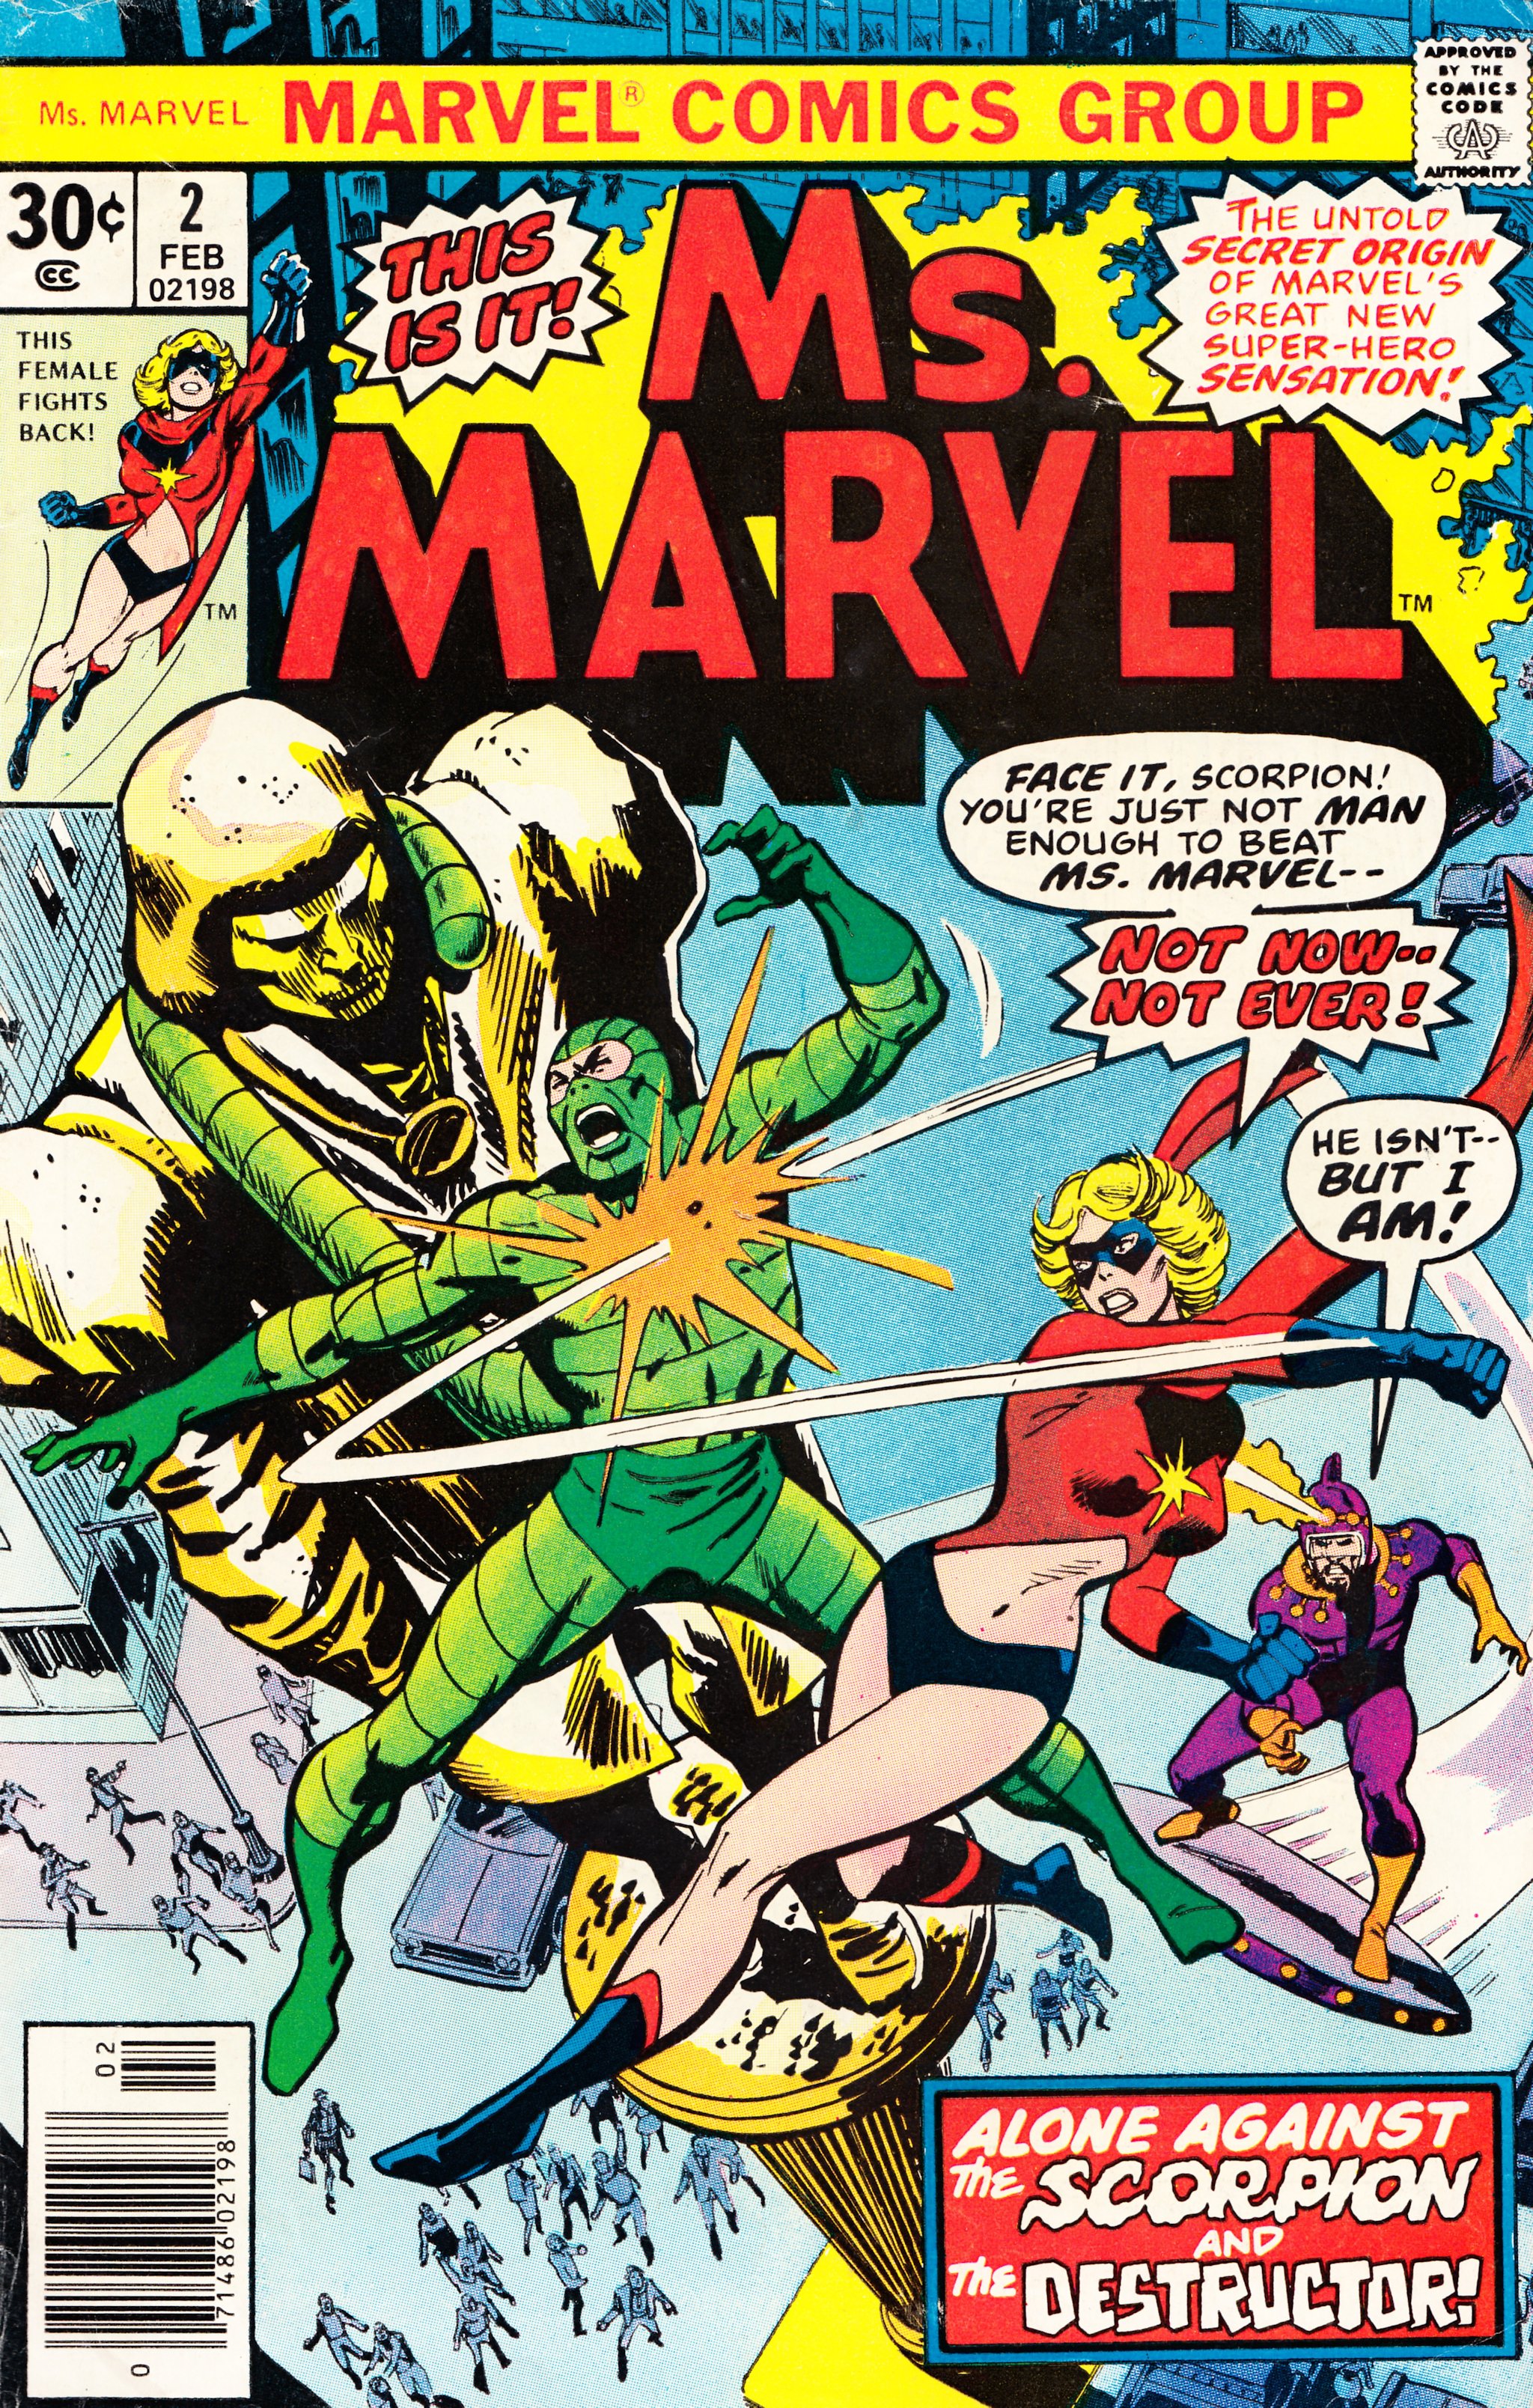 Ms. MARVEL
MARVEL® COMICS GROUP
APPROVED
BY THE
COMICS
CODE
CA
AUTHORITY
30¢
CC
2
FEB
02198
THIS
FEMALE
FIGHTS
BACK!
TM
THIS
IS IT!
Ms.
MARVEL
TM
THE UNTOLD
SECRET ORIGIN
OF MARVEL'S
GREAT NEW
SUPER-HERO
SENSATION!
FACE IT, SCORPION!
YOU'RE JUST NOT MAN
ENOUGH TO BEAT
MS. MARVEL--
NOT NOW--
NOT EVER!
HE ISN'T--
BUT I
AM!
02
71486 02198
0
ALONE AGAINST
THE SCORPION
AND
THE DESTRUCTOR!